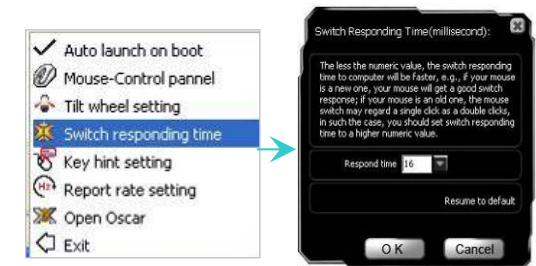 Auto launch on boot
Mouse-Control pannel
Tilt wheel setting
Switch responding time
Key hint setting
Report rate setting
Open Oscar
Exit
Switch Responding Time(millisecond):
The less the numeric value, the switch responding
time to computer will be faster, e.g., if your mouse
is a new one, your mouse will get a good switch
response; if your mouse is an old one, the mouse
switch may regard a single click as a double clicks,
in such the case, you should set switch responding
time to a higher numeric value.
Respond time 16
Resume to default
OK Cancel